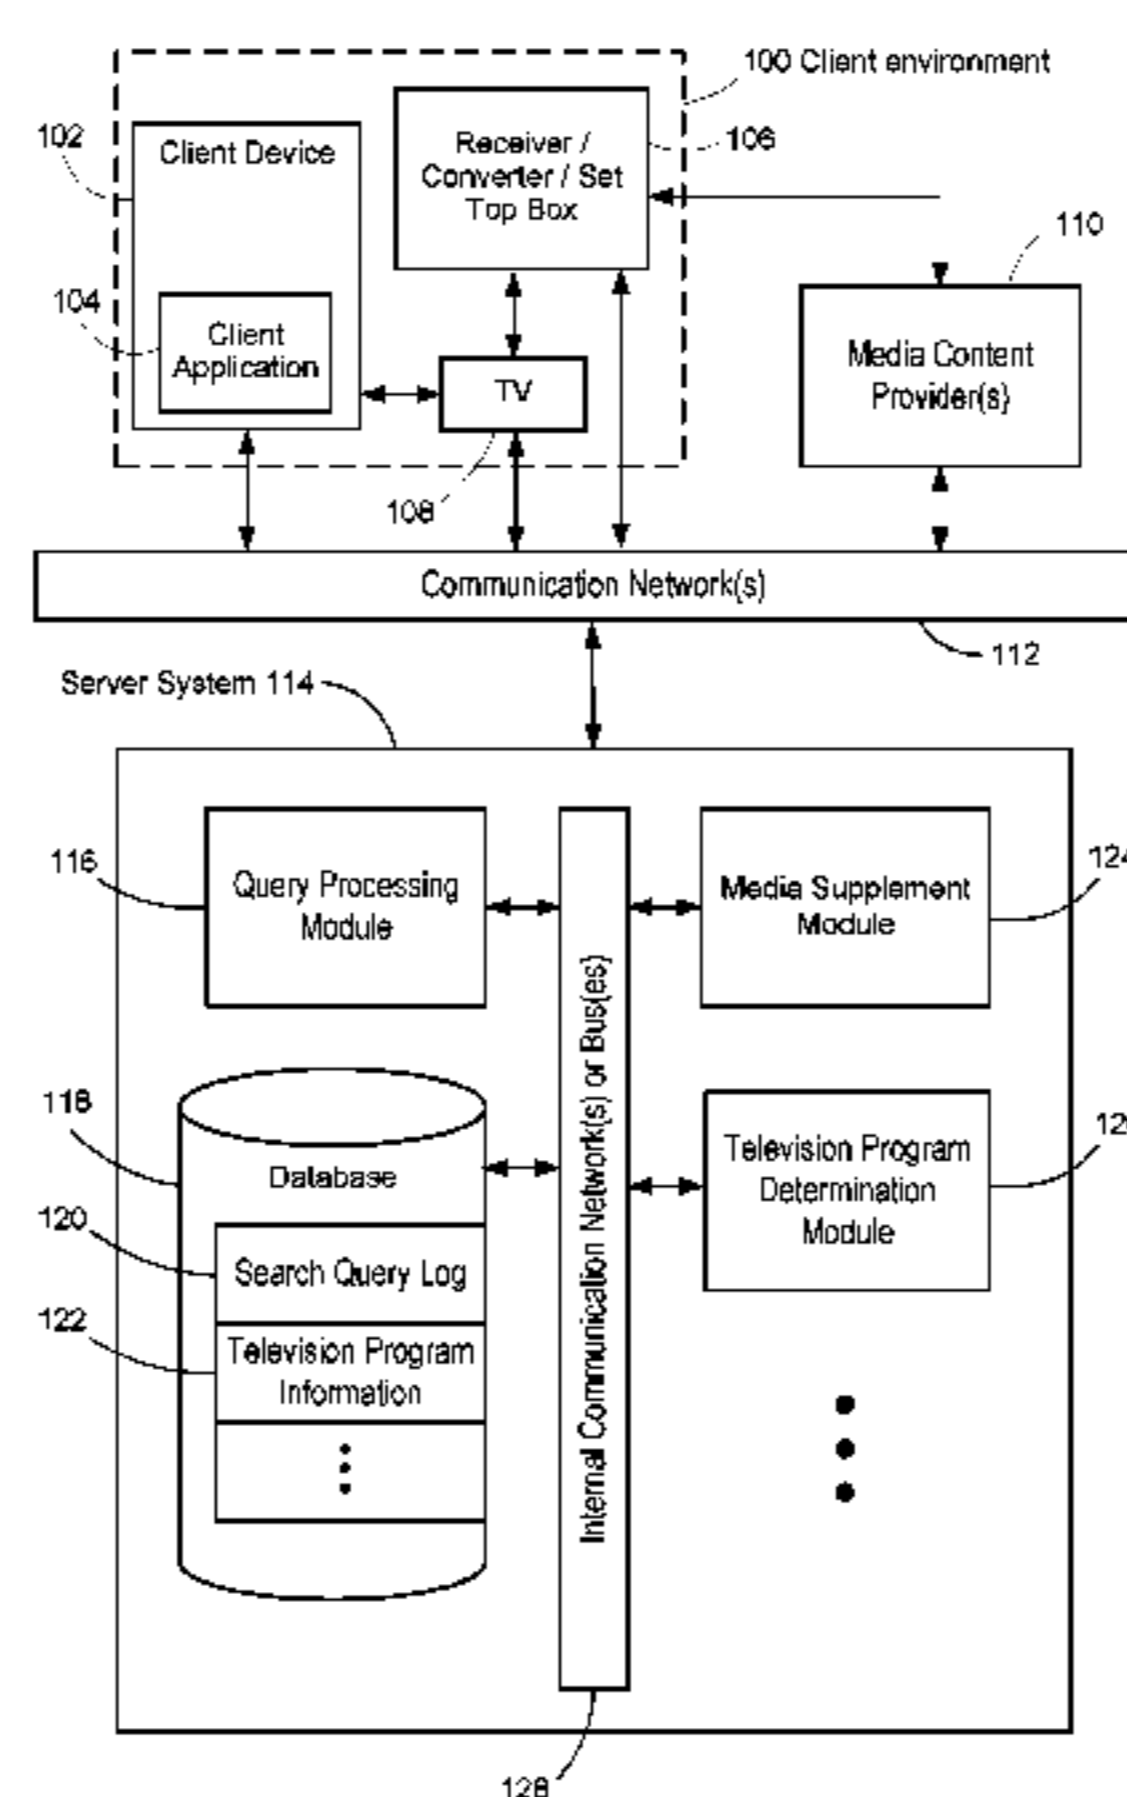 100 Client environment
102
Client Device
Receiver /
Converter / Set
Top Box
106
110
104
Client
Application
TV
Media Content
Provider(s)
108
Communication Network(s)
112
Server System 114
116
Query Processing
Module
Media Supplement
Module
124
Internal Communication Network(s) or Bus(es)
118
Database
Television Program
Determination
Module
120
Search Query Log
122
Television Program
Information
128